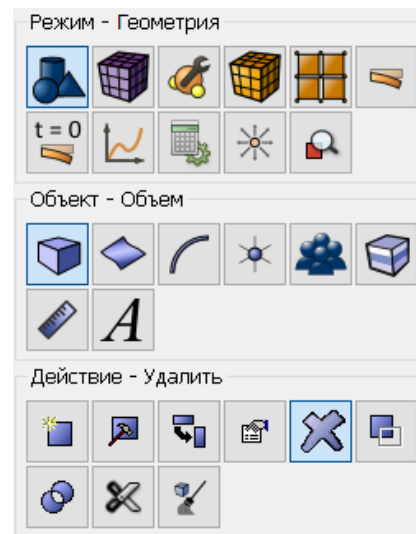 Режим - Геометрия
t = 0
Объект - Объем
A
Действие - Удалить